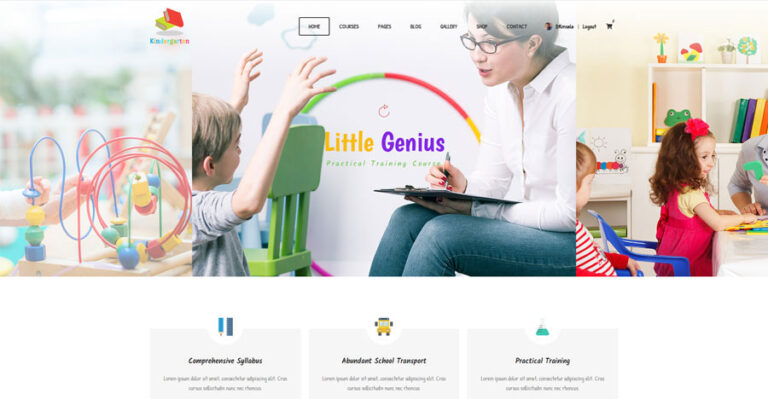 HOME COURSES PAGES BLOG GALLERY SHOP CONTACT | Logout
Kindergarten
Little Genius
Practical Training Course
Comprehensive Syllabus
Abundant School Transport
Practical Training
Lorem ipsum dolor sit amet, consectetur adipiscing elit. Cras
cursus sollicitudin nunc nec rhoncus.
Lorem ipsum dolor sit amet, consectetur adipiscing elit. Cras
cursus sollicitudin nunc nec rhoncus.
Lorem ipsum dolor sit amet, consectetur adipiscing elit. Cras
cursus sollicitudin nunc nec rhoncus.